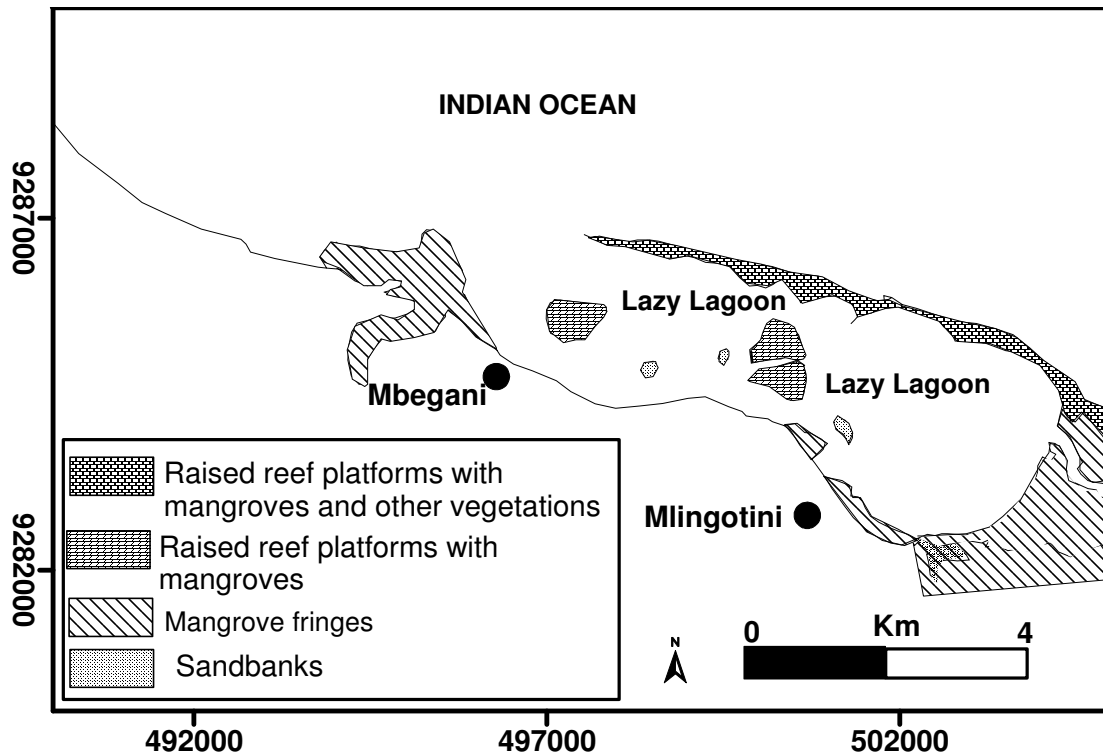 INDIAN OCEAN
9287000
Lazy Lagoon
Lazy Lagoon
Mbegani
Raised reef platforms with
mangroves and other vegetations
Mlingotini
Raised reef platforms with
mangroves
9282000
Mangrove fringes
Sandbanks
N
0 Km 4
492000 497000 502000